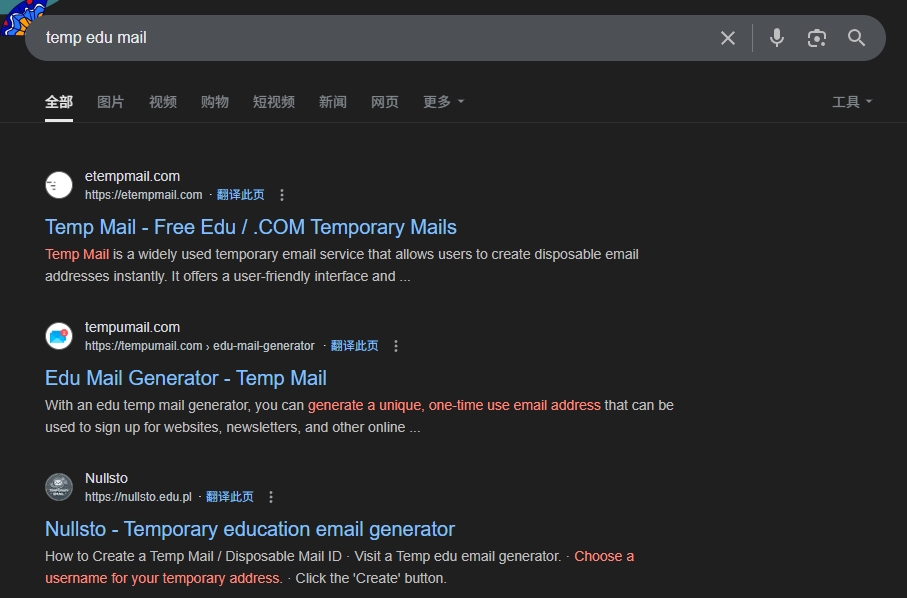 temp edu mail
全部 图片 视频 购物 短视频 新闻 网页 更多 工具
etempmail.com
https://etempmail.com · 翻译此页
Temp Mail - Free Edu / .COM Temporary Mails
Temp Mail is a widely used temporary email service that allows users to create disposable email
addresses instantly. It offers a user-friendly interface and ...
tempumail.com
https://tempumail.com › edu-mail-generator · 翻译此页
Edu Mail Generator - Temp Mail
With an edu temp mail generator, you can generate a unique, one-time use email address that can be
used to sign up for websites, newsletters, and other online ...
Nullsto
https://nullsto.edu.pl · 翻译此页
Nullsto - Temporary education email generator
How to Create a Temp Mail / Disposable Mail ID · Visit a Temp edu email generator. · Choose a
username for your temporary address. · Click the 'Create' button.